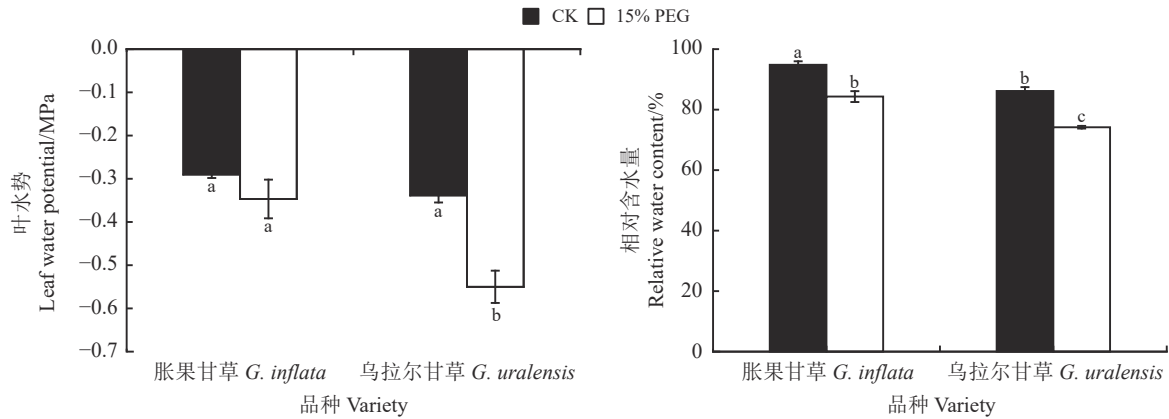 CK 15% PEG
叶水势
Leaf water potential/MPa
0.0
−0.1
−0.2
−0.3
−0.4
−0.5
−0.6
−0.7
a
a
a
b
胀果甘草 G. inflata
乌拉尔甘草 G. uralensis
品种 Variety
相对含水量
Relative water content/%
100
80
60
40
20
0
a
b
b
c
胀果甘草 G. inflata
乌拉尔甘草 G. uralensis
品种 Variety